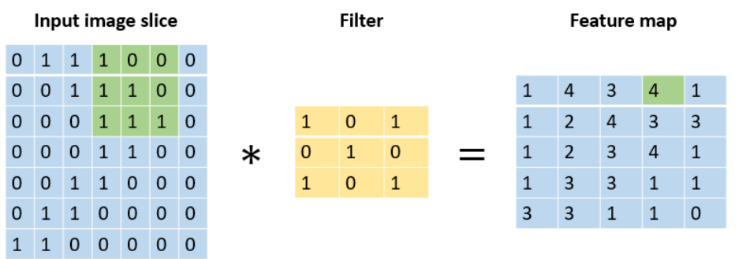 Input image slice
Filter
Feature map
0 1 1 1 0 0 0
0 0 1 1 1 0 0
0 0 0 1 1 1 0
0 0 0 1 1 0 0
0 0 1 1 0 0 0
0 1 1 0 0 0 0
1 1 0 0 0 0 0
*
1 0 1
0 1 0
1 0 1
=
1 4 3 4 1
1 2 4 3 3
1 2 3 4 1
1 3 3 1 1
3 3 1 1 0